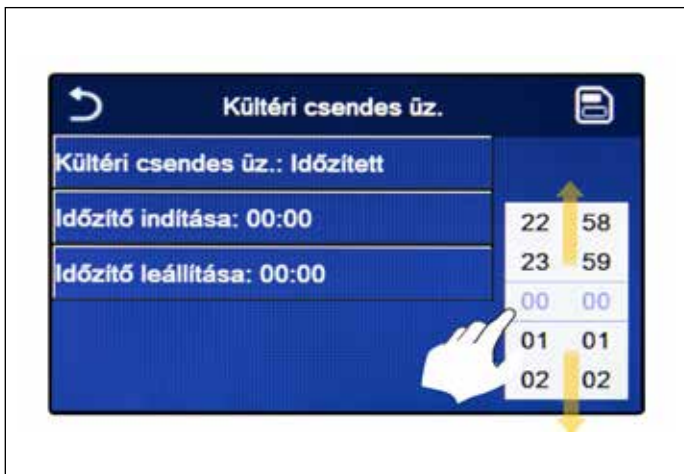 Kültéri csendes üz.
Kültéri csendes üz.: Időzített
Időzítő indítása: 00:00
Időzítő leállítása: 00:00
22 58
23 59
00 00
01 01
02 02